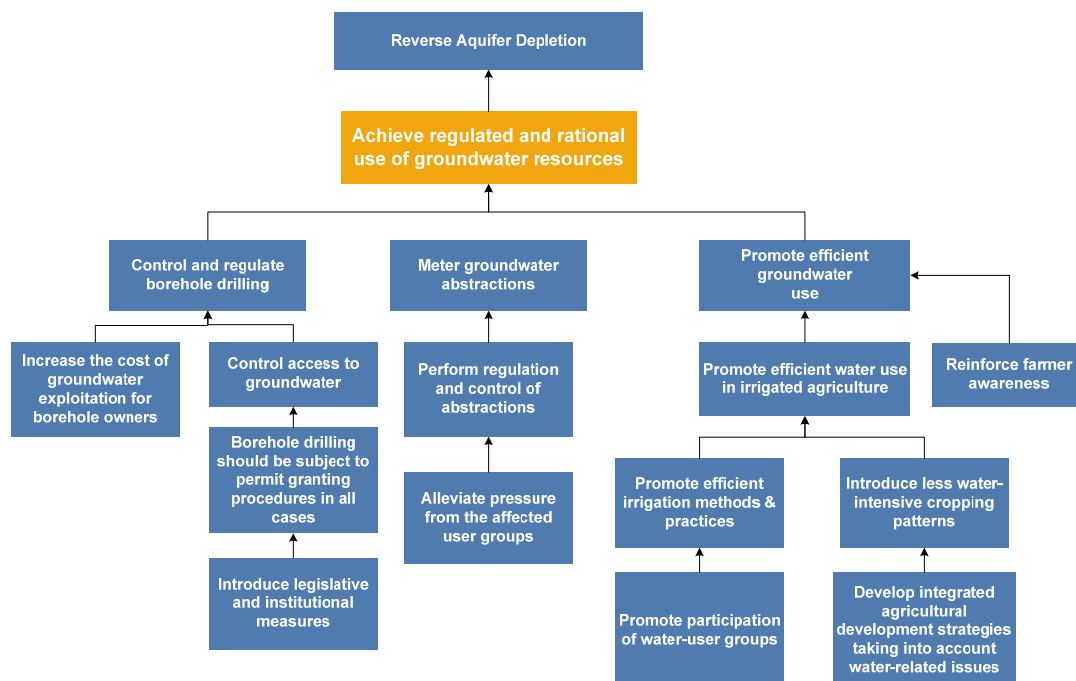 Reverse Aquifer Depletion
Achieve regulated and rational
use of groundwater resources
Control and regulate
borehole drilling
Meter groundwater
abstractions
Promote efficient
groundwater
use
Increase the cost of
groundwater
exploitation for
borehole owners
Control access to
groundwater
Perform regulation
and control of
abstractions
Promote efficient water use
in irrigated agriculture
Reinforce farmer
awareness
Borehole drilling
should be subject to
permit granting
procedures in all
cases
Alleviate pressure
from the affected
user groups
Promote efficient
irrigation methods &
practices
Introduce less water-
intensive cropping
patterns
Introduce legislative
and institutional
measures
Promote participation
of water-user groups
Develop integrated
agricultural
development strategies
taking into account
water-related issues